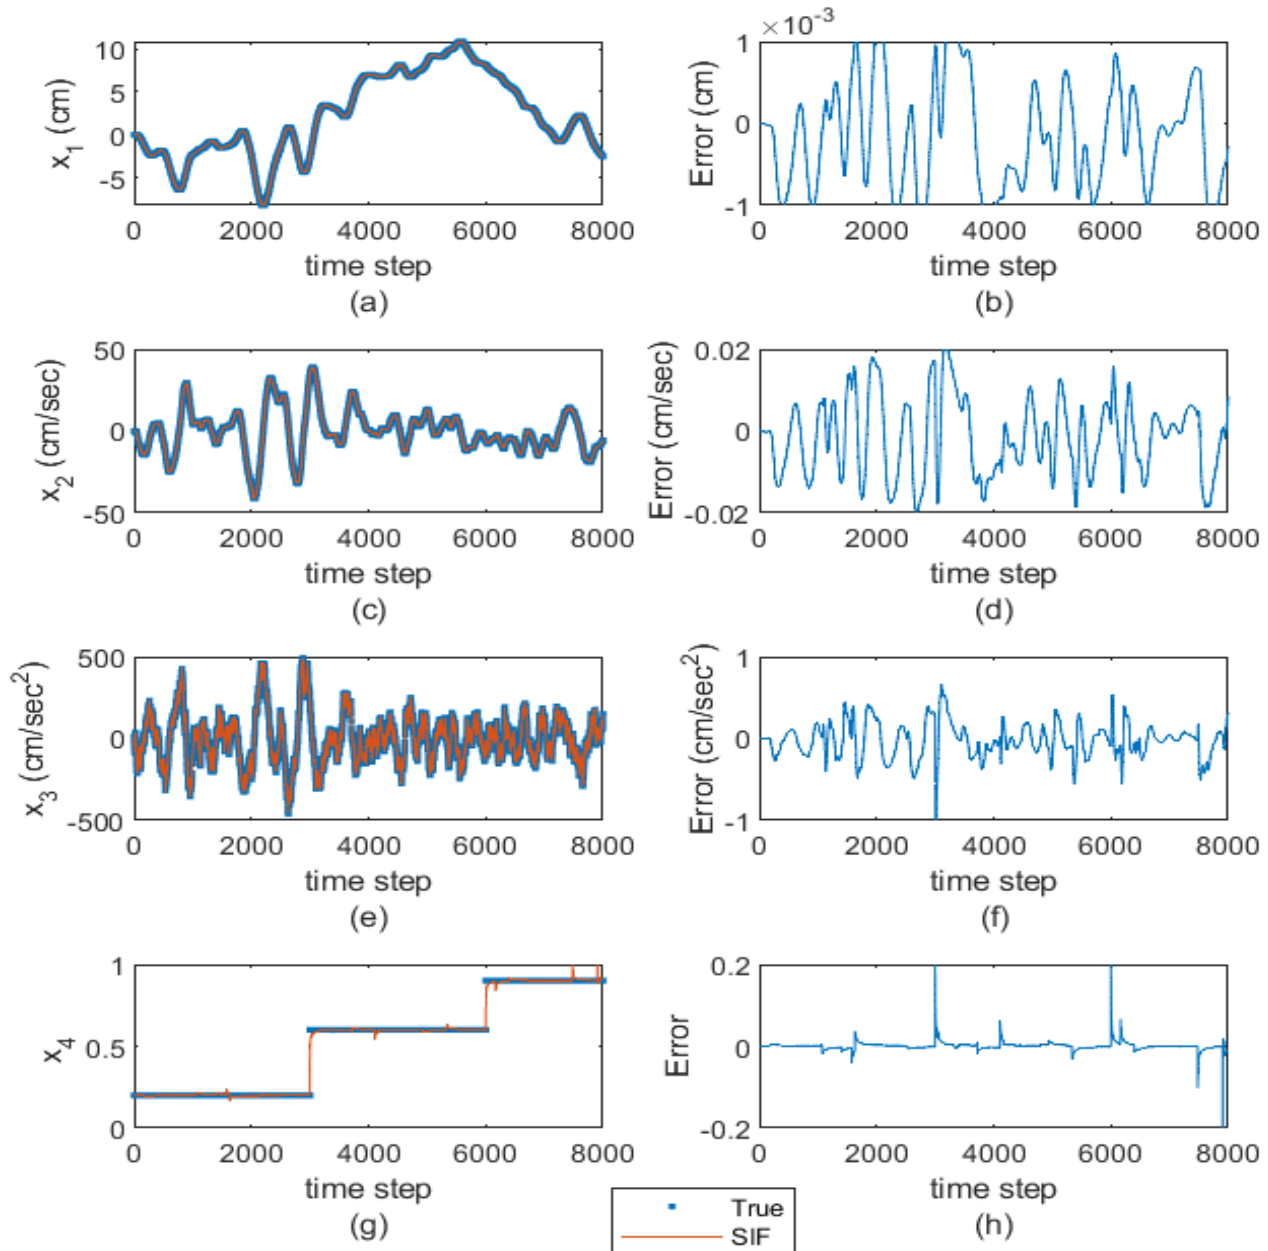 x₁ (cm)
10
5
0
-5
0 2000 4000 6000 8000
time step
(a)
×10⁻³
Error (cm)
1
0
-1
0 2000 4000 6000 8000
time step
(b)
x₂ (cm/sec)
50
0
-50
0 2000 4000 6000 8000
time step
(c)
Error (cm/sec)
0.02
0
-0.02
0 2000 4000 6000 8000
time step
(d)
x₃ (cm/sec²)
500
0
-500
0 2000 4000 6000 8000
time step
(e)
Error (cm/sec²)
1
0
-1
0 2000 4000 6000 8000
time step
(f)
x₄
1
0.5
0
0 2000 4000 6000 8000
time step
(g)
Error
0.2
0
-0.2
0 2000 4000 6000 8000
time step
(h)
True
SIF